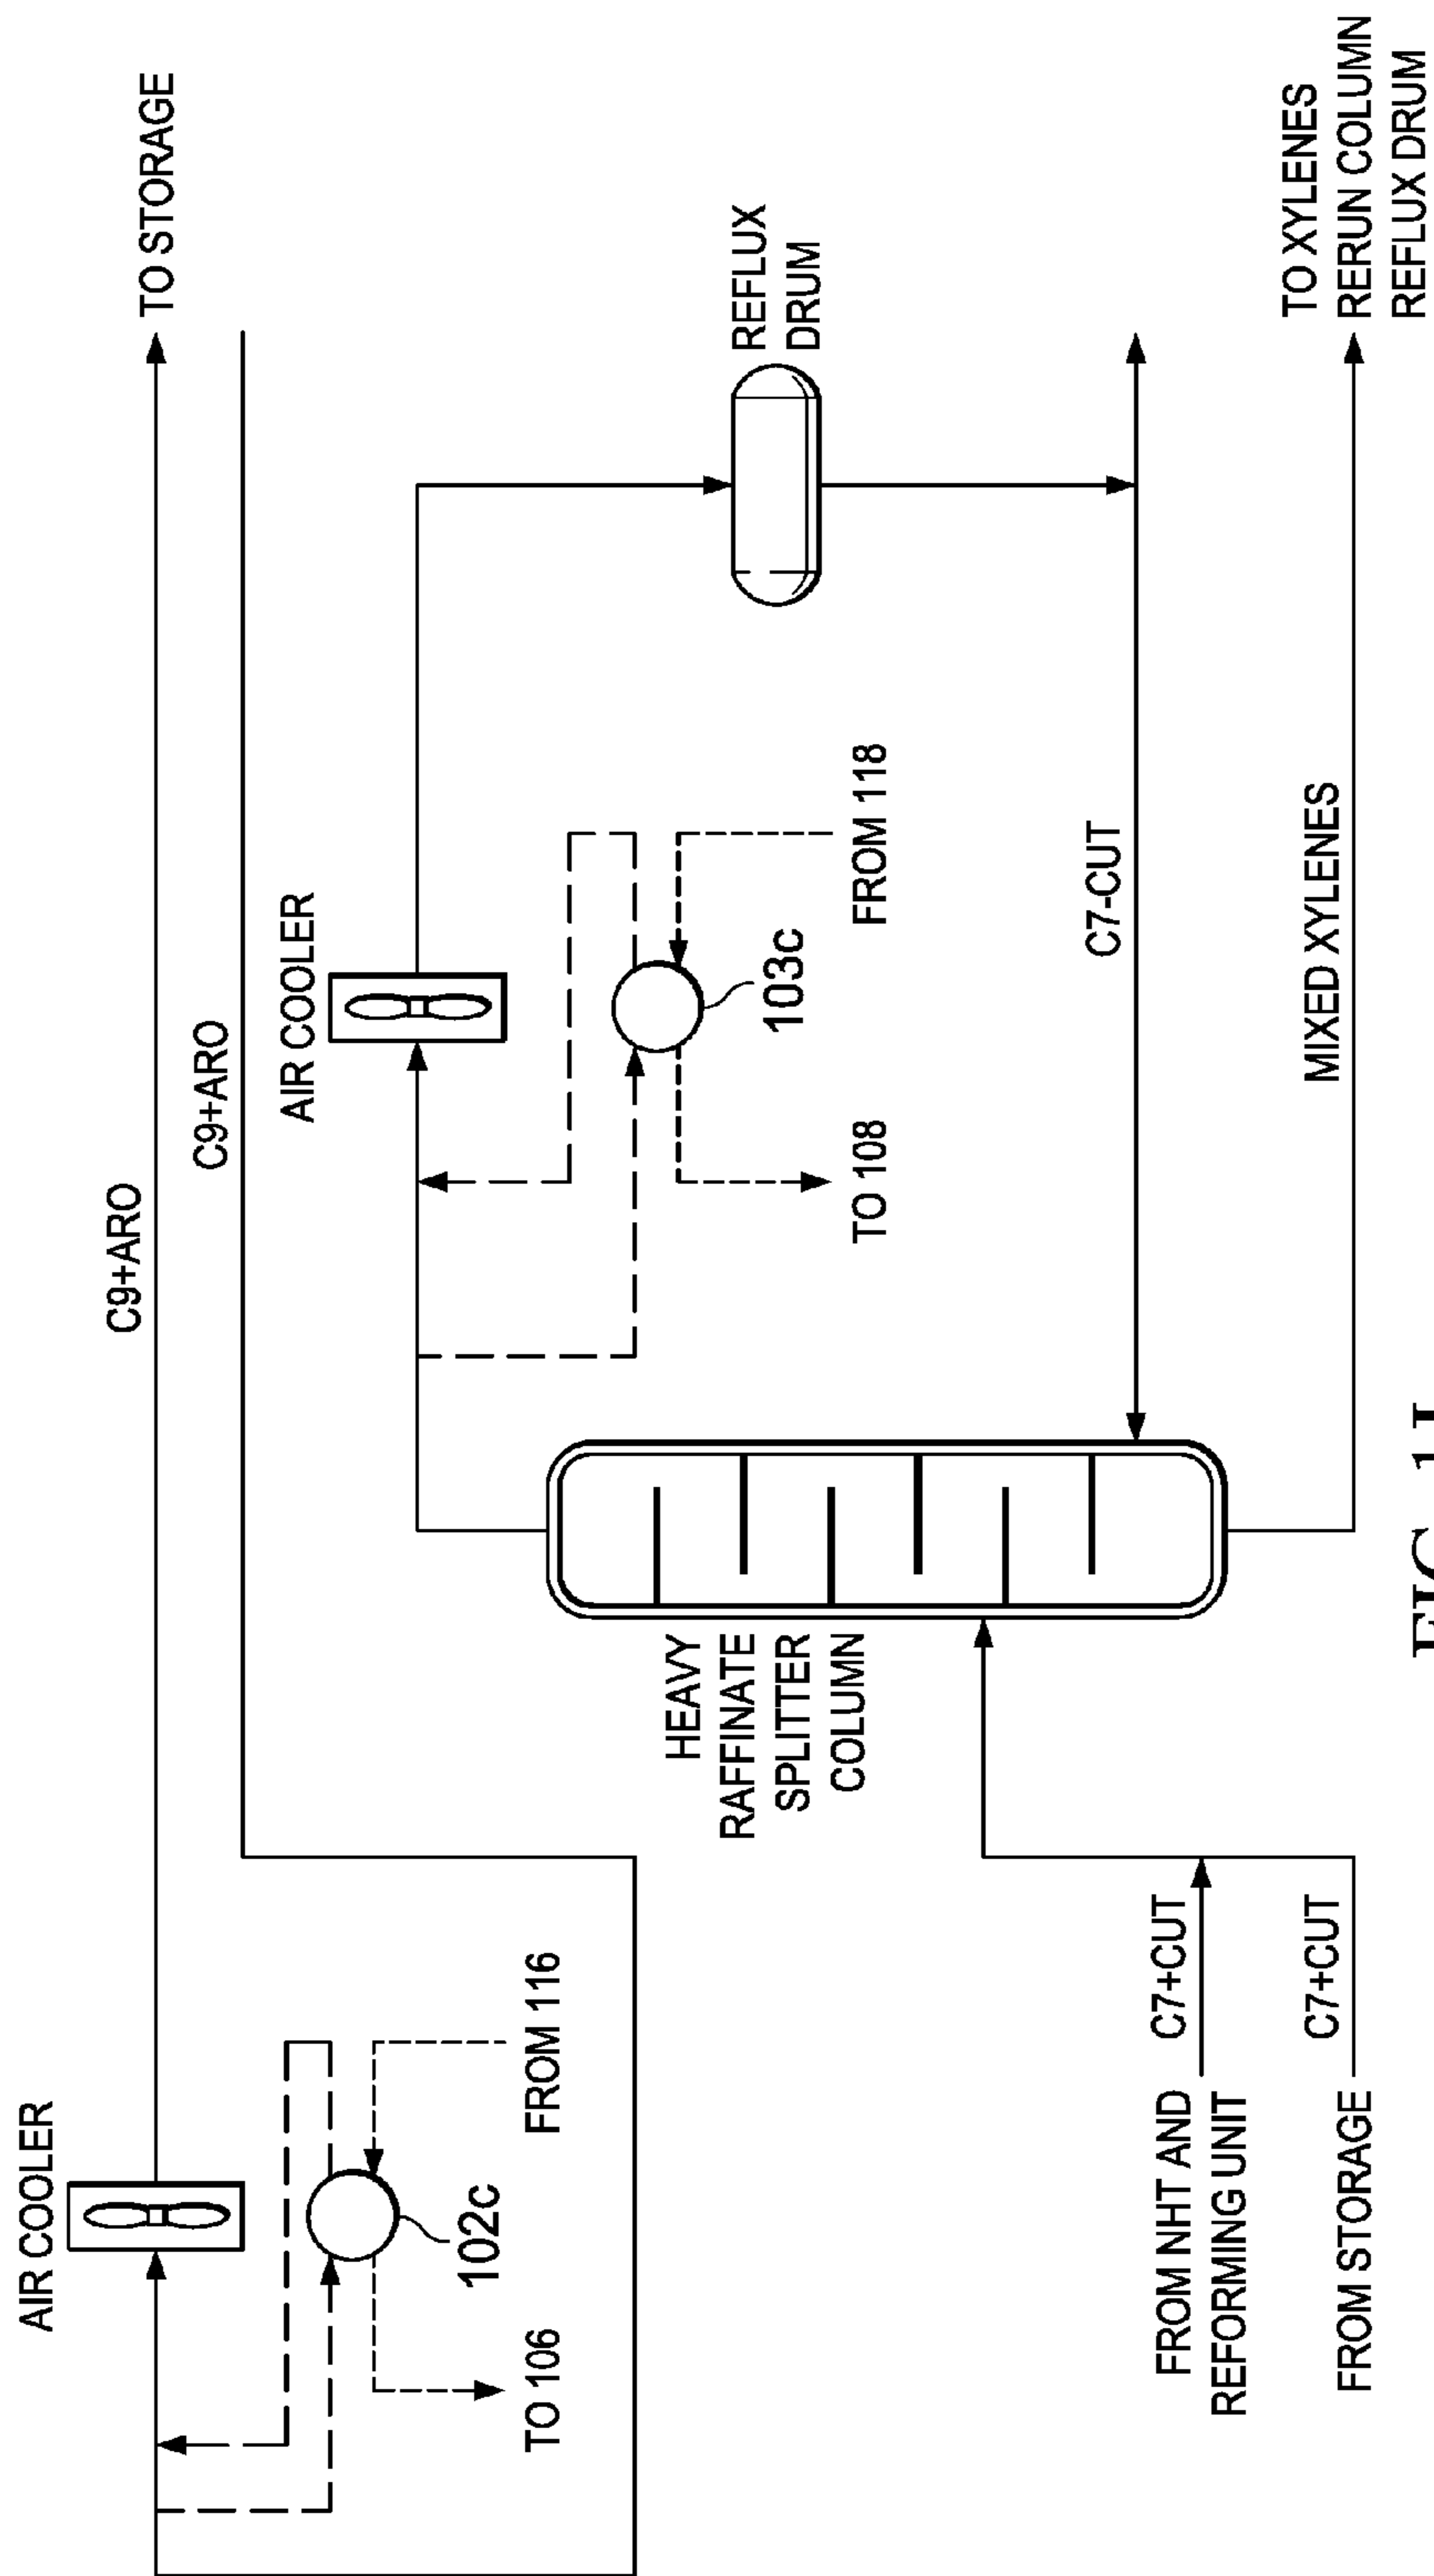 AIR COOLER
C9+ARO
TO STORAGE
C9+ARO
102c
TO 106
FROM 116
AIR COOLER
103c
TO 108
FROM 118
REFLUX
DRUM
HEAVY
RAFFINATE
SPLITTER
COLUMN
C7-CUT
FROM NHT AND
REFORMING UNIT
C7+CUT
FROM STORAGE
C7+CUT
MIXED XYLENES
TO XYLENES
RERUN COLUMN
REFLUX DRUM
FIG.